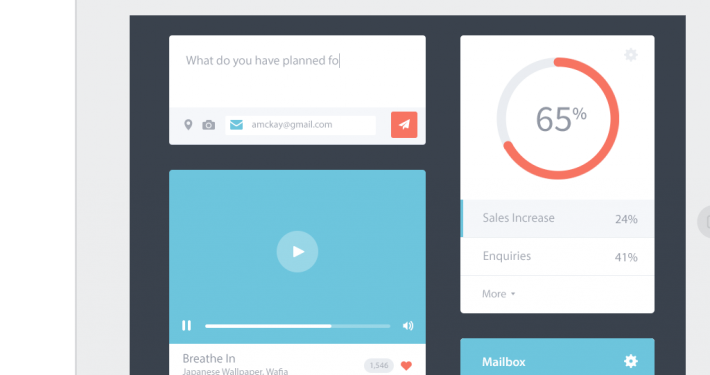 What do you have planned fo
amckay@gmail.com
65%
Sales Increase 24%
Enquiries 41%
More
Breathe In
Japanese Wallpaper, Wafia
1,546
Mailbox